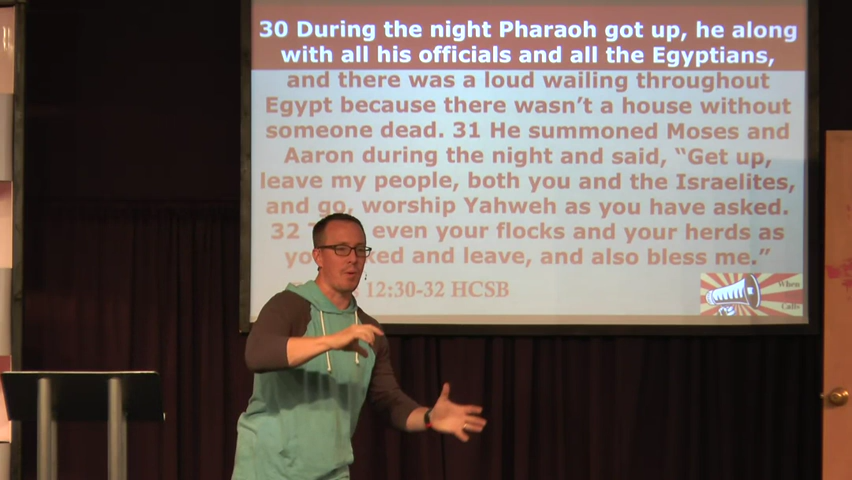 30 During the night Pharaoh got up, he along
with all his officials and all the Egyptians,
and there was a loud wailing throughout
Egypt because there wasn't a house without
someone dead. 31 He summoned Moses and
Aaron during the night and said, “Get up,
leave my people, both you and the Israelites,
and go, worship Yahweh as you have asked.
32 even your flocks and your herds as
and leave, and also bless me.”
12:30-32 HCSB
When
Calls